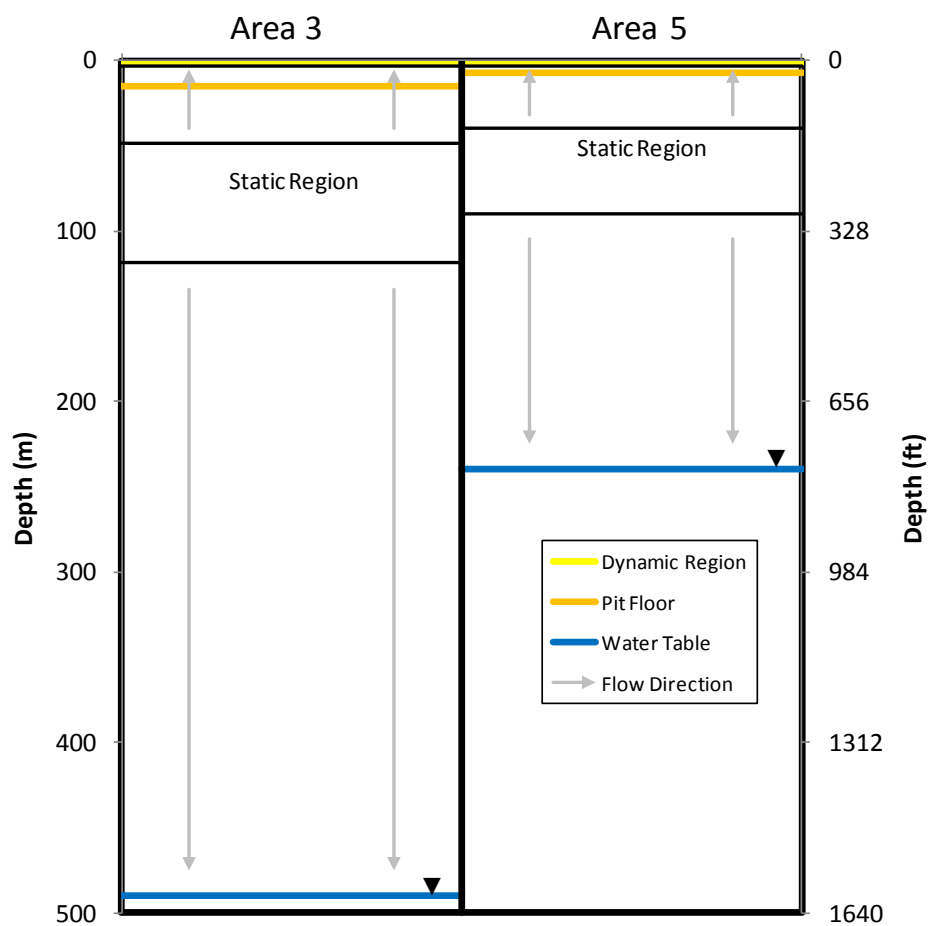 Area 3
Area 5
0
0
Static Region
Static Region
100
328
200
656
Depth (m)
Depth (ft)
300
984
Dynamic Region
Pit Floor
Water Table
Flow Direction
400
1312
500
1640